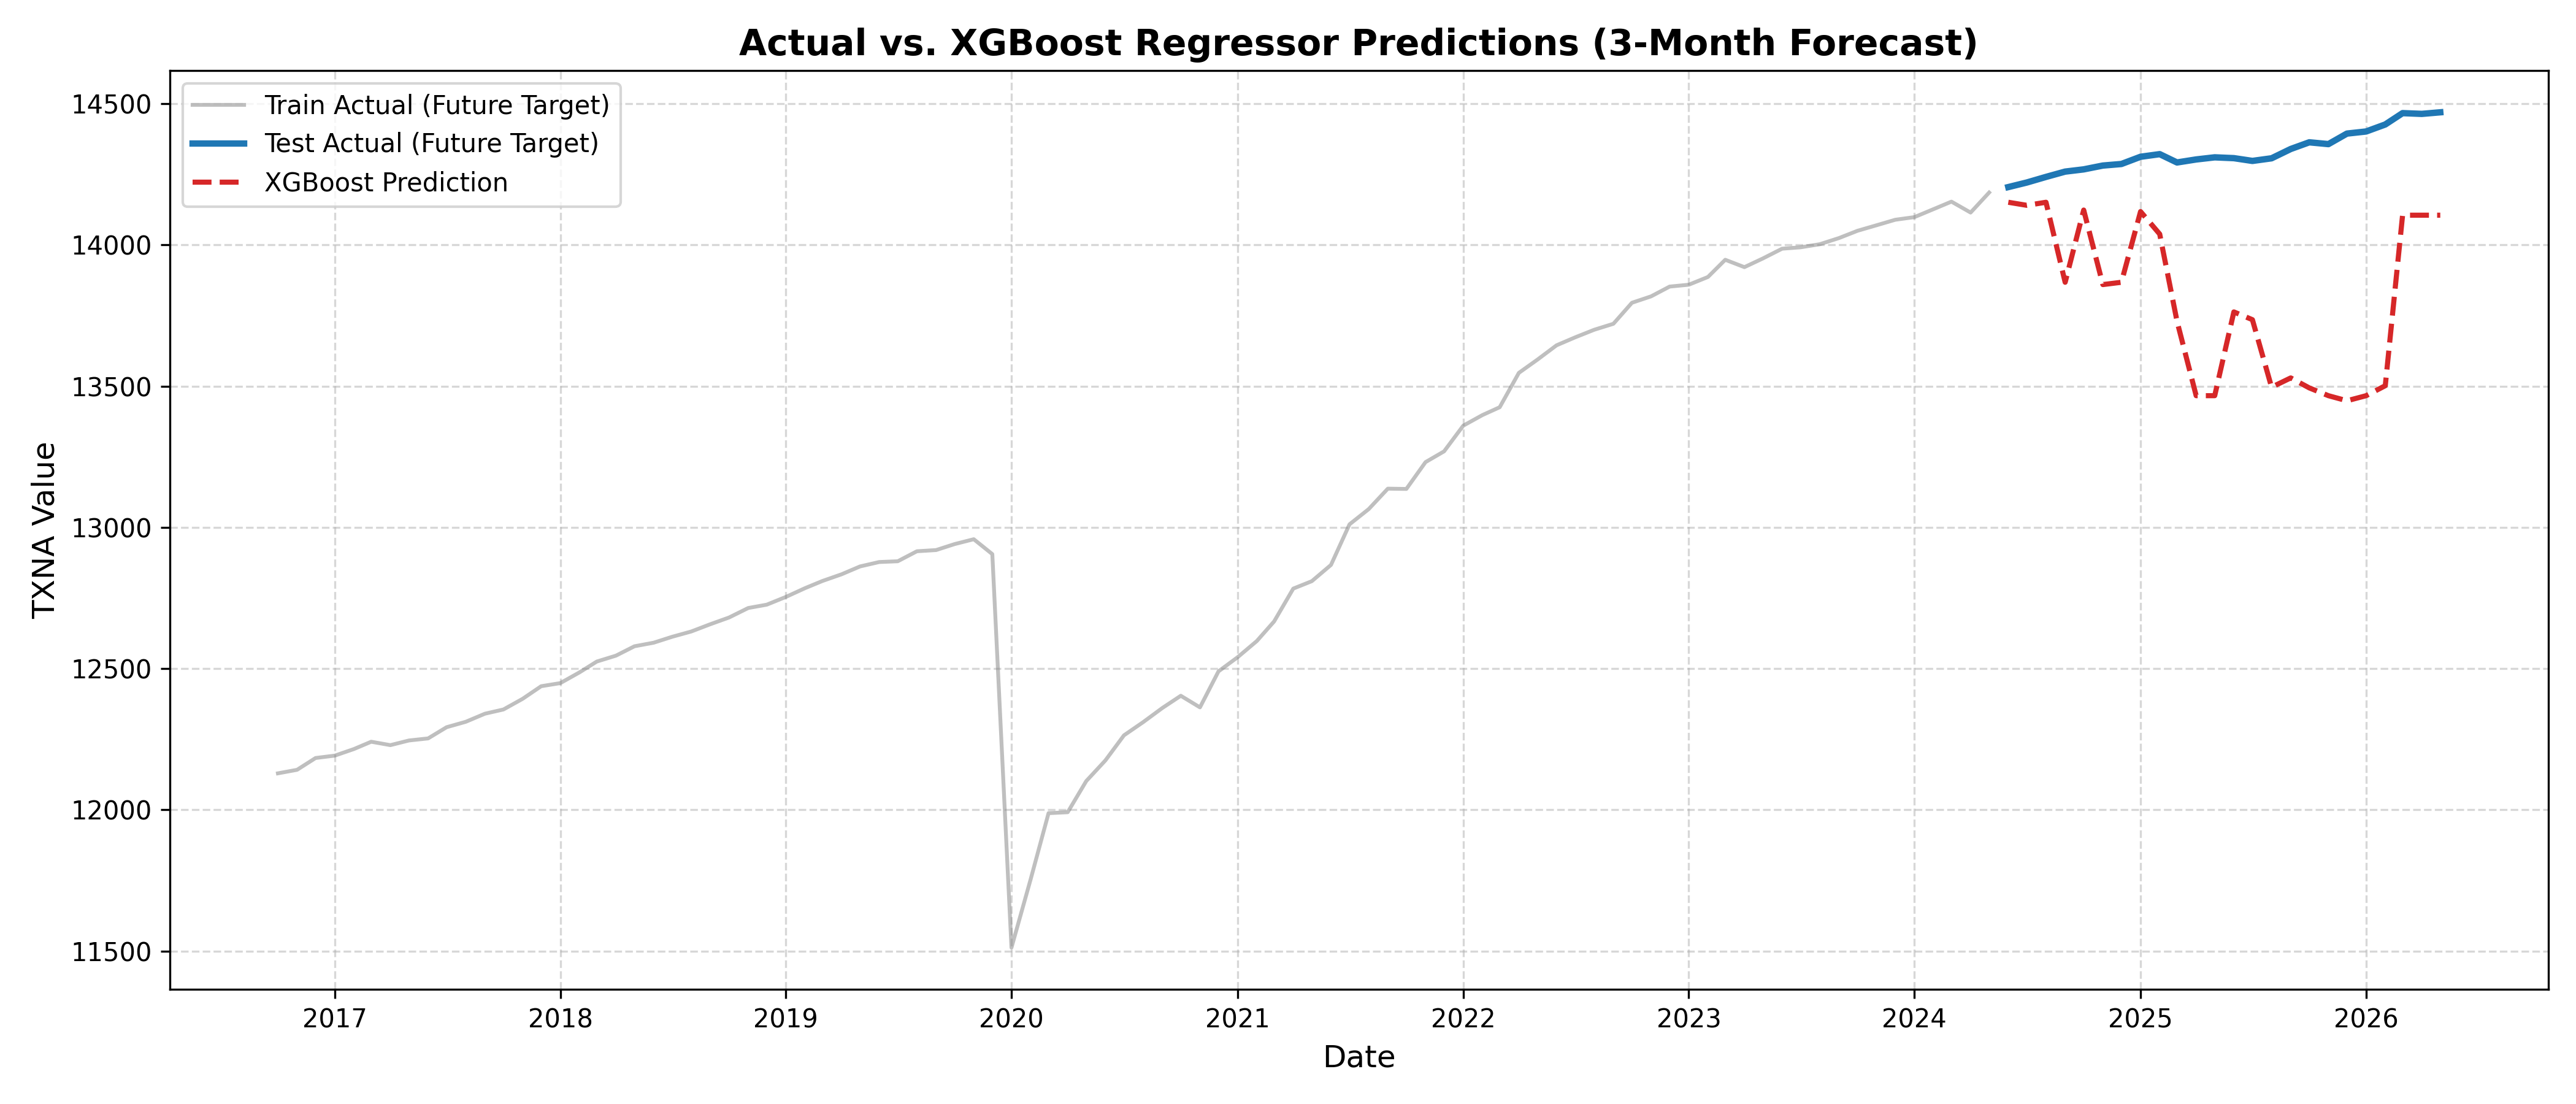 Actual vs. XGBoost Regressor Predictions (3-Month Forecast)
Train Actual (Future Target)
Test Actual (Future Target)
XGBoost Prediction
TXNA Value
14500
14000
13500
13000
12500
12000
11500
2017
2018
2019
2020
2021
2022
2023
2024
2025
2026
Date